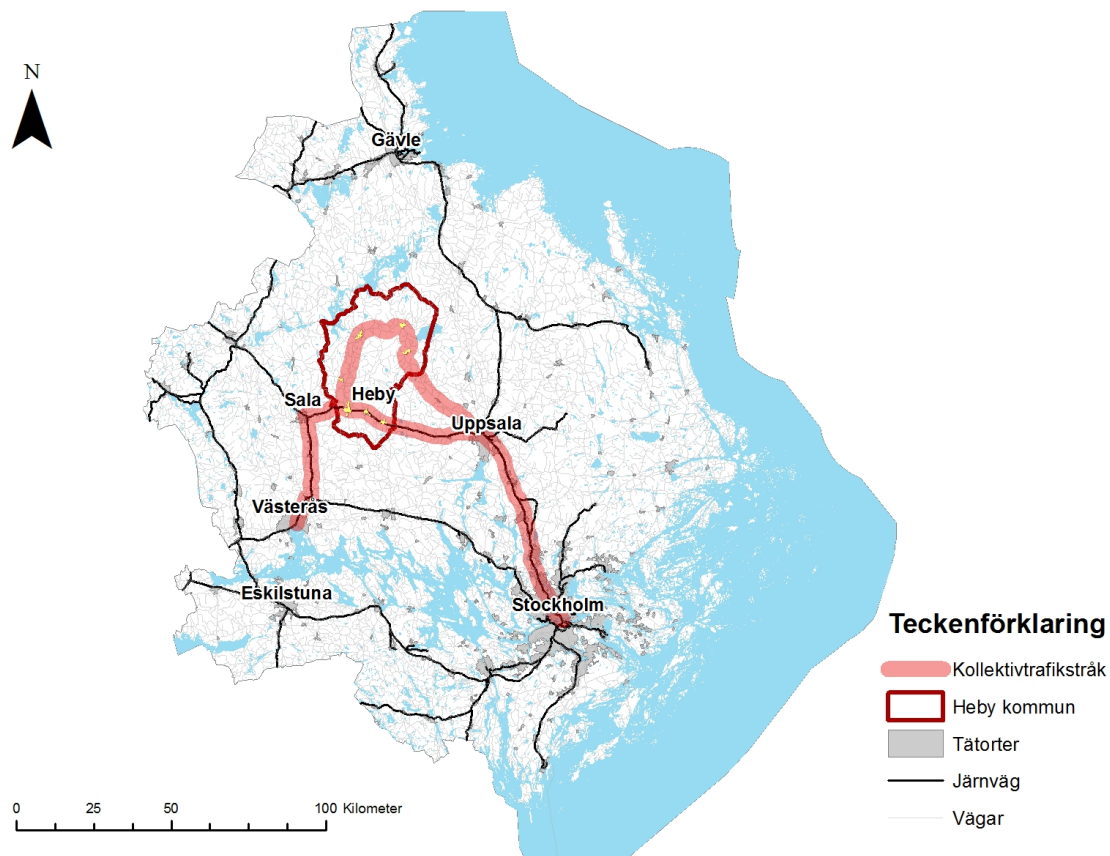 N
Gävle
Sala
Heby
Uppsala
Västerås
Eskilstuna
Stockholm
Teckenförklaring
Kollektivtrafikstråk
Heby kommun
Tätorter
Järnväg
Vägar
0 25 50 100 Kilometer